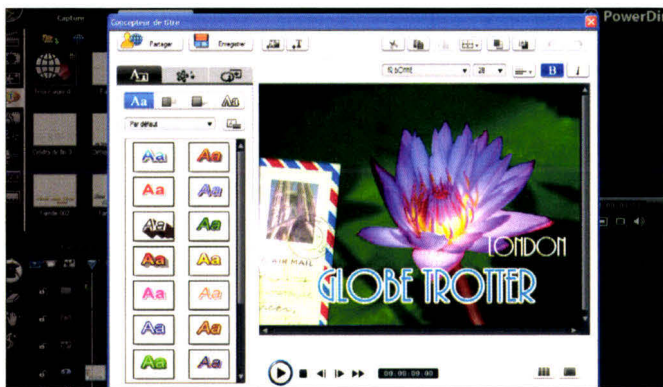 Concepteur de titre
PowerDi
Capture
Partager
Enregistrer
B
Aa
Aa
Par défaut
Aa Aa
Aa Aa
Aa Aa
Aa Aa
Aa Aa
Aa Aa
Aa Aa
AIR MAIL
LONDON
GLOBE TROTTER
00:00:00:00